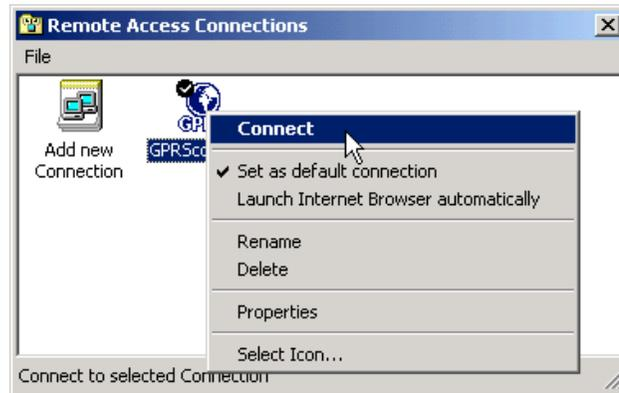 Remote Access Connections
File
Add new
Connection
Connect
Set as default connection
Launch Internet Browser automatically
Rename
Delete
Properties
Select Icon...
Connect to selected Connection